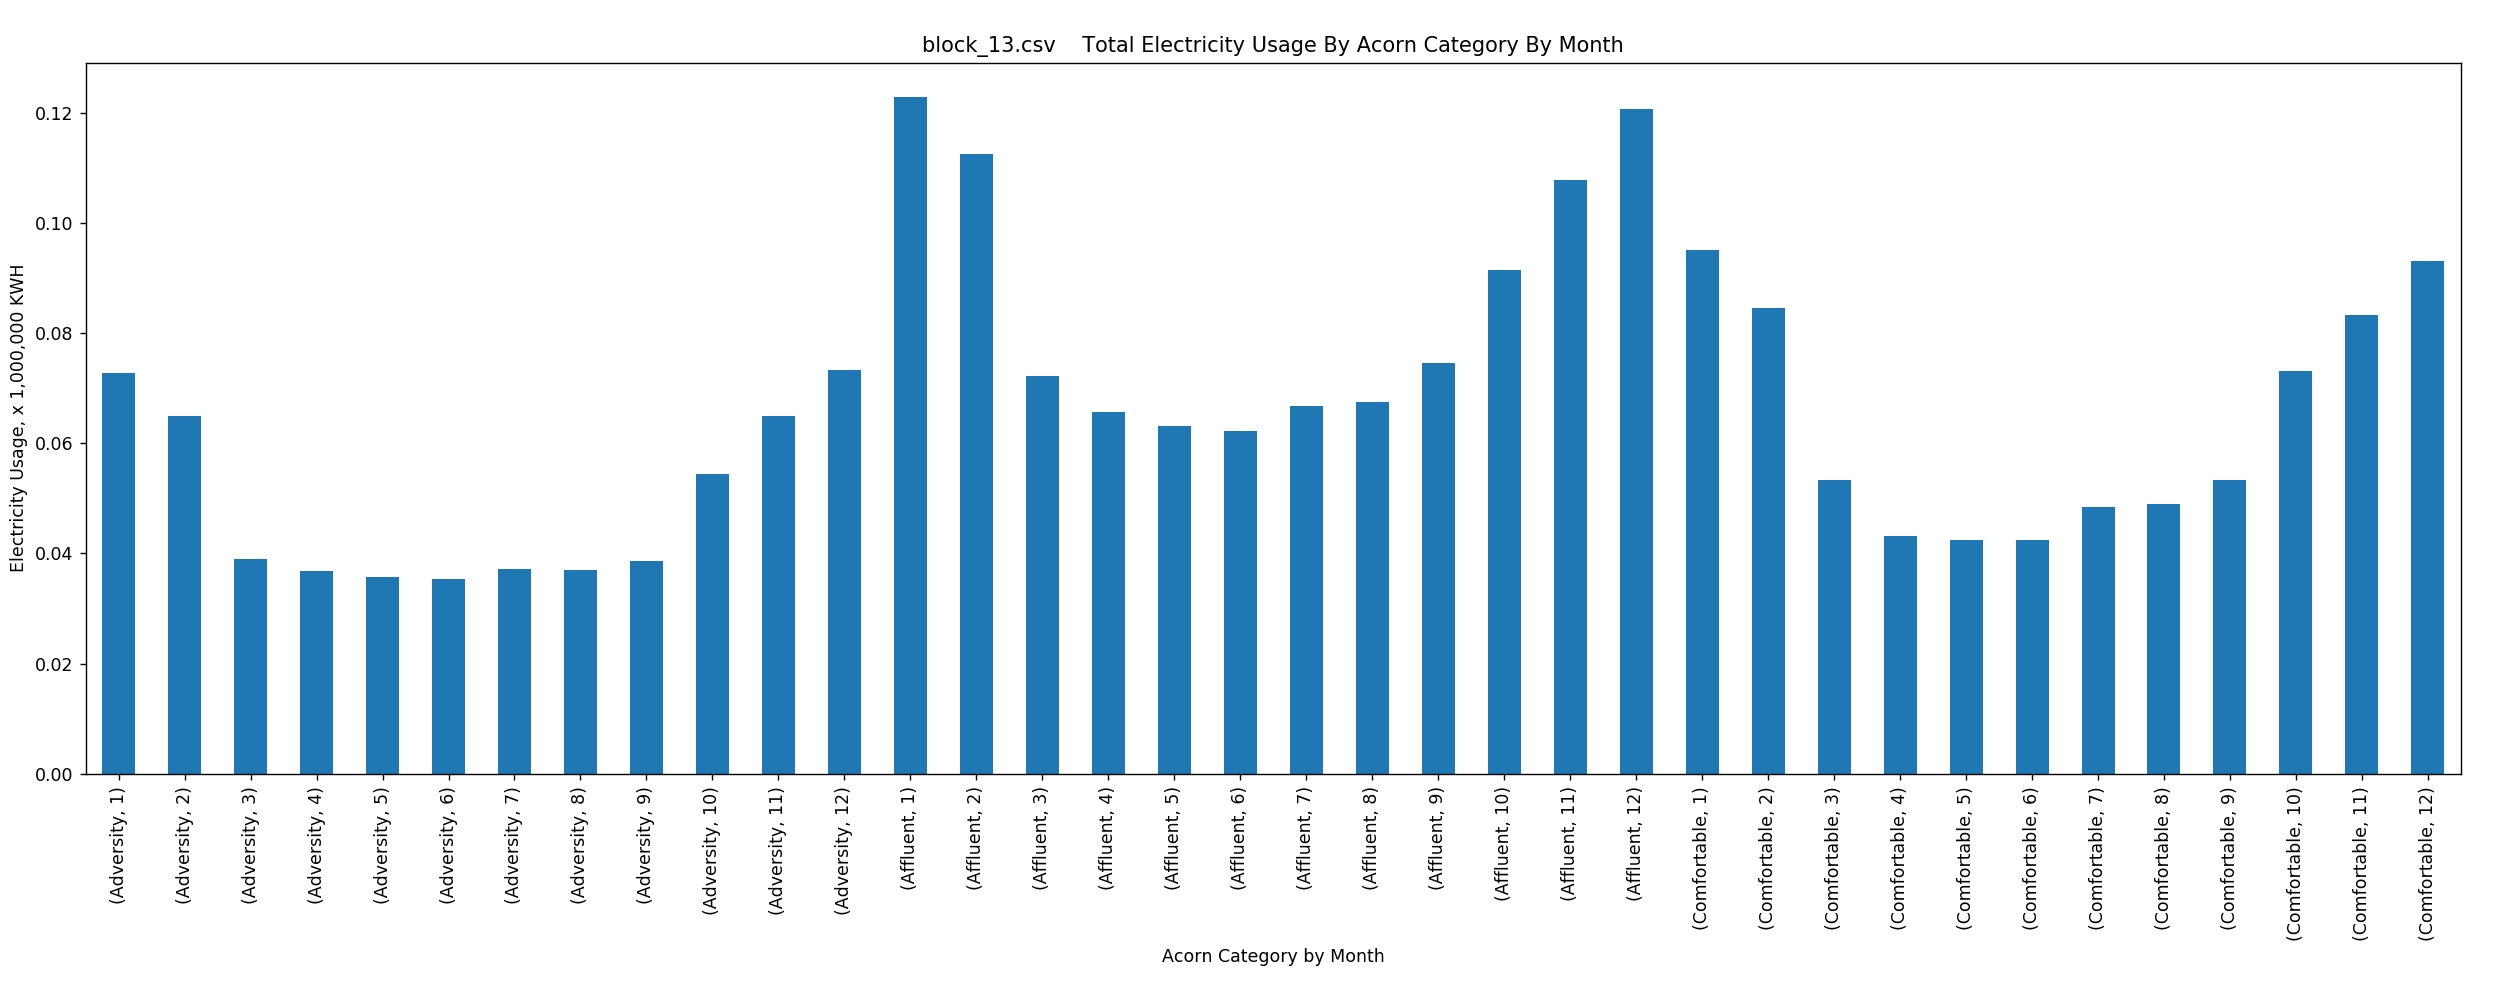 block_13.csv    Total Electricity Usage By Acorn Category By Month
Electricity Usage, x 1,000,000 KWH
0.12
0.10
0.08
0.06
0.04
0.02
0.00
(Adversity, 1)
(Adversity, 2)
(Adversity, 3)
(Adversity, 4)
(Adversity, 5)
(Adversity, 6)
(Adversity, 7)
(Adversity, 8)
(Adversity, 9)
(Adversity, 10)
(Adversity, 11)
(Adversity, 12)
(Affluent, 1)
(Affluent, 2)
(Affluent, 3)
(Affluent, 4)
(Affluent, 5)
(Affluent, 6)
(Affluent, 7)
(Affluent, 8)
(Affluent, 9)
(Affluent, 10)
(Affluent, 11)
(Affluent, 12)
(Comfortable, 1)
(Comfortable, 2)
(Comfortable, 3)
(Comfortable, 4)
(Comfortable, 5)
(Comfortable, 6)
(Comfortable, 7)
(Comfortable, 8)
(Comfortable, 9)
(Comfortable, 10)
(Comfortable, 11)
(Comfortable, 12)
Acorn Category by Month